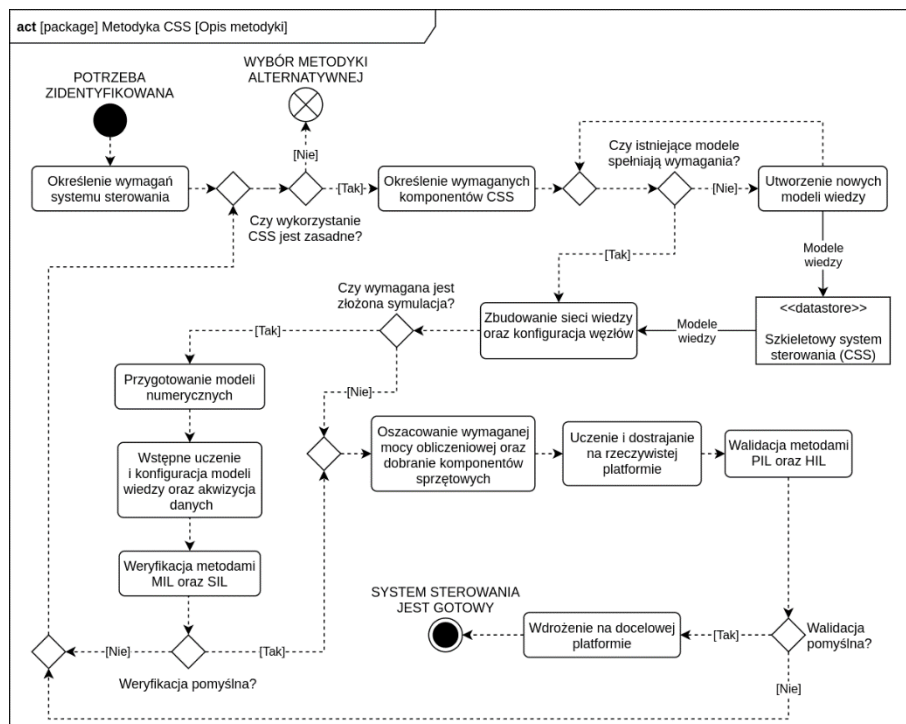 act [package] Metodyka CSS [Opis metodyki]
POTRZEBA
ZIDENTYFIKOWANA
WYBÓR METODYKI
ALTERNATYWNEJ
[Nie]
Określenie wymagań
systemu sterowania
Czy wykorzystanie
CSS jest zasadne?
[Tak]
Określenie wymaganych
komponentów CSS
Czy istniejące modele
spełniają wymagania?
[Nie]
Utworzenie nowych
modeli wiedzy
[Tak]
Modele
wiedzy
<<datastore>>
Szkieletowy system
sterowania (CSS)
Modele
wiedzy
Zbudowanie sieci wiedzy
oraz konfiguracja węzłów
Czy wymagana jest
złożona symulacja?
[Tak]
[Nie]
Przygotowanie modeli
numerycznych
Wstępne uczenie
i konfiguracja modeli
wiedzy oraz akwizycja
danych
Weryfikacja metodami
MIL oraz SIL
[Nie]
[Tak]
Weryfikacja pomyślna?
Oszacowanie wymaganej
mocy obliczeniowej oraz
dobranie komponentów
sprzętowych
Uczenie i dostrajanie
na rzeczywistej
platformie
Walidacja metodami
PIL oraz HIL
Walidacja
pomyślna?
[Tak]
[Nie]
Wdrożenie na docelowej
platformie
SYSTEM STEROWANIA
JEST GOTOWY